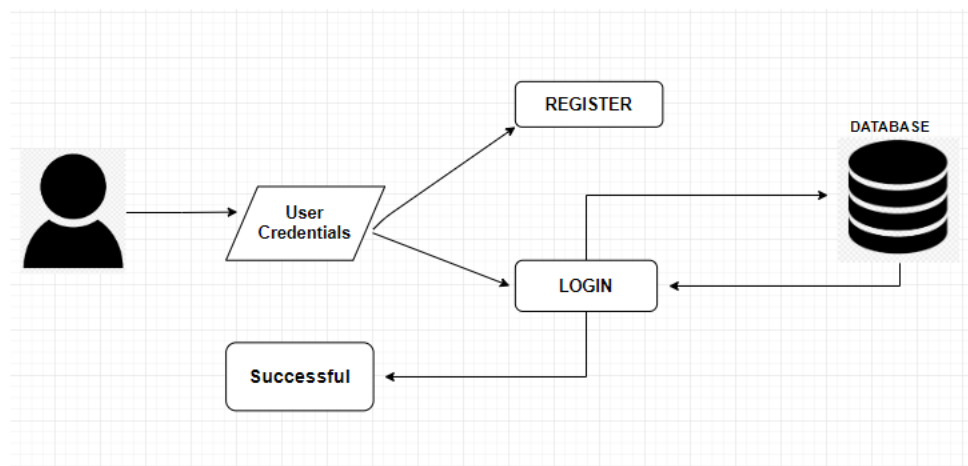 REGISTER
DATABASE
User
Credentials
LOGIN
Successful